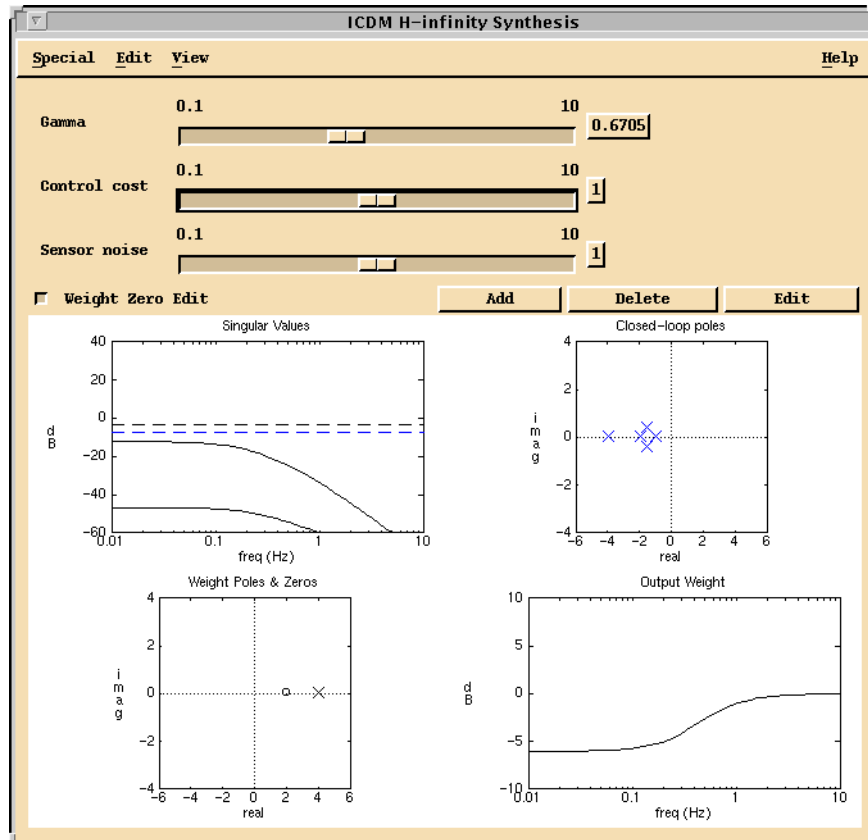 ICDM H-infinity Synthesis
Special Edit View Help
0.1 10
Gamma 0.6705
0.1 10
Control cost 1
0.1 10
Sensor noise 1
Weight Zero Edit Add Delete Edit
Singular Values
40
20
0
-20
-40
-60
dB
0.01 0.1 1 10
freq (Hz)
Closed-loop poles
4
2
0
-2
-4
imag
-6 -4 -2 0 2 4 6
real
Weight Poles & Zeros
4
2
0
-2
-4
imag
-6 -4 -2 0 2 4 6
real
Output Weight
10
5
0
-5
-10
dB
0.01 0.1 1 10
freq (Hz)